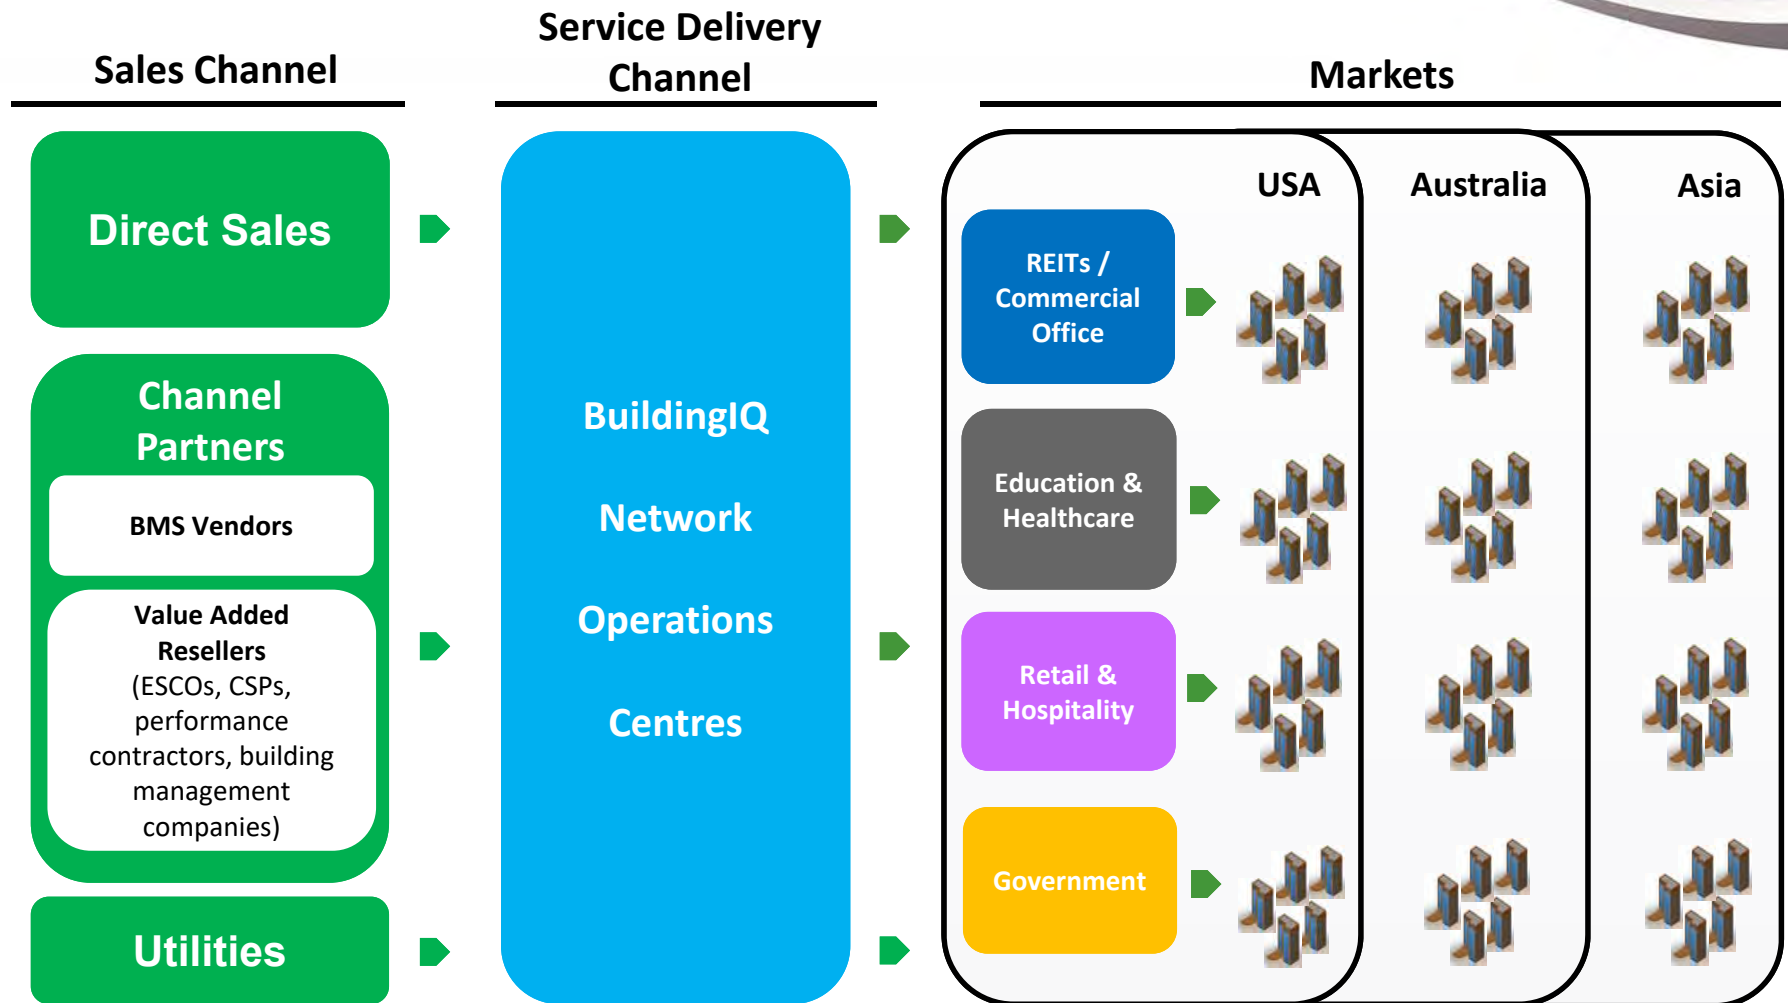 Sales Channel
Service Delivery
Channel
Markets
Direct Sales
Channel
Partners
BMS Vendors
Value Added
Resellers
(ESCOs, CSPs,
performance
contractors, building
management
companies)
Utilities
BuildingIQ
Network
Operations
Centres
USA
Australia
Asia
REITs /
Commercial
Office
Education &
Healthcare
Retail &
Hospitality
Government